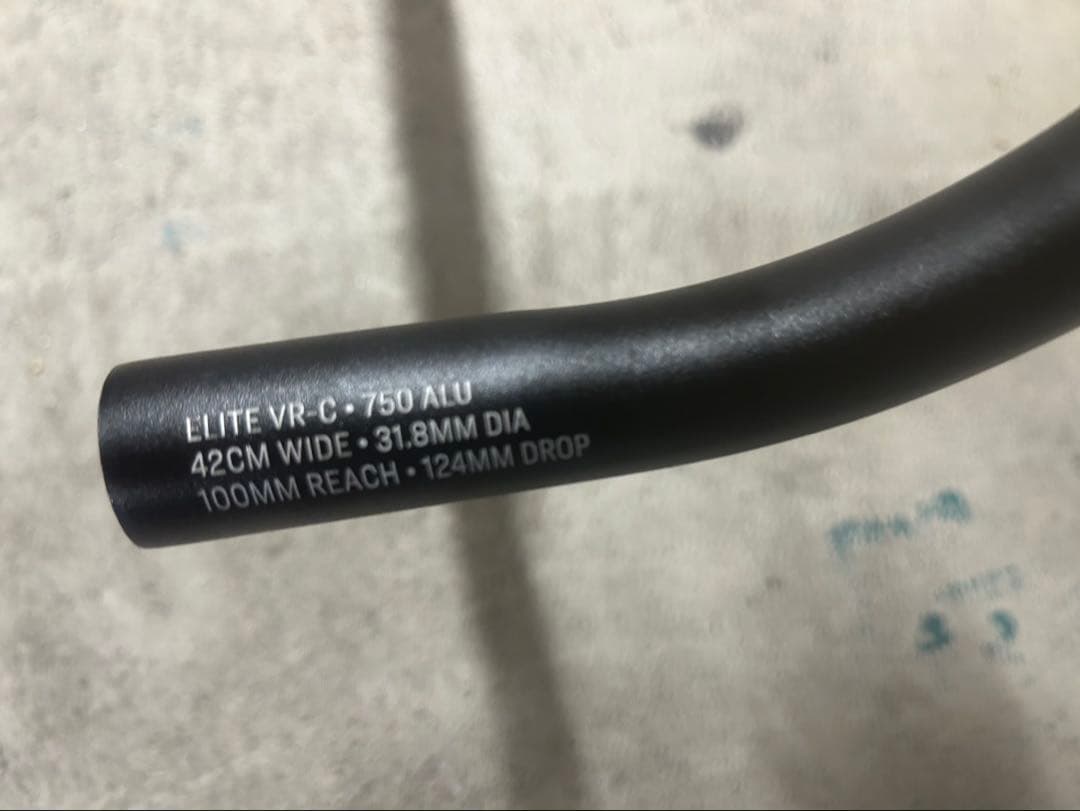 ELITE VR-C • 750 ALU
42CM WIDE • 31.8MM DIA
100MM REACH • 124MM DROP